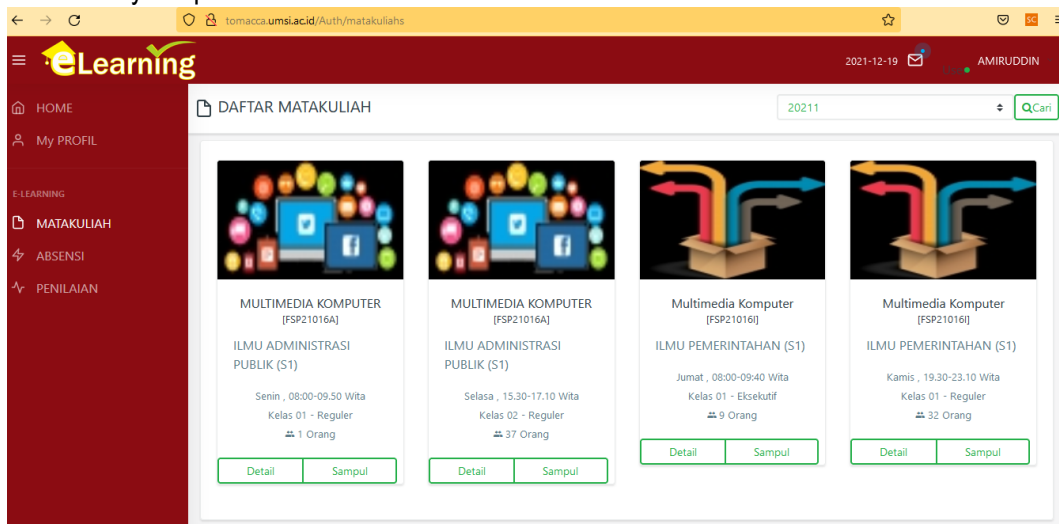 tomacca.umsi.ac.id/Auth/matakuliahs
SC
eLearning
2021-12-19
AMIRUDDIN
HOME
My PROFIL
E-LEARNING
MATAKULIAH
ABSENSI
PENILAIAN
DAFTAR MATAKULIAH
20211
Cari
MULTIMEDIA KOMPUTER
[FSP21016A]
ILMU ADMINISTRASI
PUBLIK (S1)
Senin , 08:00-09.50 Wita
Kelas 01 - Reguler
1 Orang
Detail
Sampul
MULTIMEDIA KOMPUTER
[FSP21016A]
ILMU ADMINISTRASI
PUBLIK (S1)
Selasa , 15.30-17.10 Wita
Kelas 02 - Reguler
37 Orang
Detail
Sampul
Multimedia Komputer
[FSP21016I]
ILMU PEMERINTAHAN (S1)
Jumat , 08:00-09:40 Wita
Kelas 01 - Eksekutif
9 Orang
Detail
Sampul
Multimedia Komputer
[FSP21016I]
ILMU PEMERINTAHAN (S1)
Kamis , 19.30-23.10 Wita
Kelas 01 - Reguler
32 Orang
Detail
Sampul